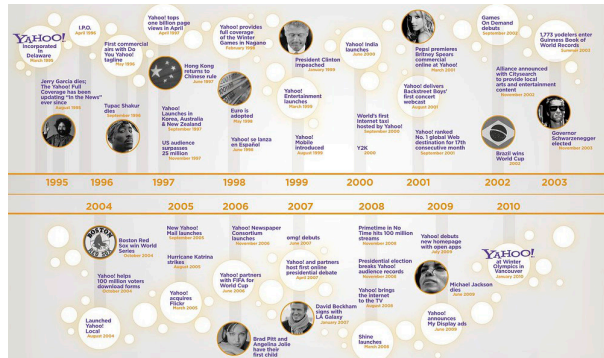 YAHOO!
incorporated
in
Delaware
March 1995
Jerry Garcia dies;
The Yahoo! Full
Coverage has been
updating "In the News"
ever since
August 1995
I.P.O.
April 1996
First commercial
airs with Do
You Yahoo!
tagline
May 1996
Tupac Shakur
dies
September 1996
Yahoo! tops
one billion page
views in April
April 1997
Hong Kong
returns to
Chinese rule
June 1997
Yahoo!
Launches in
Korea, Australia
& New Zealand
September 1997
US audience
surpasses
25 million
November 1997
Yahoo! provides
full coverage
of the Winter
Games in Nagano
February 1998
Euro is
adopted
May 1998
Yahoo! se lanza
en Español
June 1998
President Clinton
impeached
January 1999
Yahoo!
Entertainment
launches
March 1999
Yahoo!
Mobile
introduced
August 1999
Yahoo! India
launches
June 2000
World's first
internet taxi
hosted by Yahoo!
September 2000
Y2K
2000
Pepsi premieres
Britney Spears
commercial
online at Yahoo!
March 2001
Yahoo! delivers
Backstreet Boys'
first concert
webcast
August 2001
Yahoo! ranked
No. 1 global Web
destination for 17th
consecutive month
September 2001
Games
On Demand
debuts
September 2002
Alliance announced
with Citysearch
to provide local
arts and
entertainment
content
November 2002
Brazil wins
World Cup
2002
1,773 yodelers enter
Guinness Book of
World Records
Summer 2003
Governor
Schwarzenegger
elected
November 2003
1995 1996 1997 1998 1999 2000 2001 2002 2003
2004 2005 2006 2007 2008 2009 2010
BOSTON
RED SOX
Boston Red
Sox win World
Series
October 2004
Yahoo! helps
100 million voters
download forms
October 2004
Launched
Yahoo!
Local
August 2004
New Yahoo!
Mail launches
September 2005
Hurricane Katrina
strikes
August 2005
Yahoo!
acquires
Flickr
March 2005
Yahoo! Newspaper
Consortium
launches
November 2006
Yahoo! partners
with FIFA for
World Cup
June 2006
Brad Pitt and
Angelina Jolie
have their
first child
omg! debuts
June 2007
Yahoo! and partners
host first online
presidential debate
April 2007
David Beckham
signs with
LA Galaxy
January 2007
Primetime in No
Time hits 100 million
streams
November 2008
Presidential election
breaks Yahoo!
audience records
November 2008
Yahoo! brings
the internet
to the TV
August 2008
Shine
launches
March 2008
Yahoo! debuts
new homepage
with open apps
July 2009
Michael Jackson
dies
June 2009
Yahoo!
announces
My Display ads
June 2009
YAHOO!
at Winter
Olympics in
Vancouver
January 2010